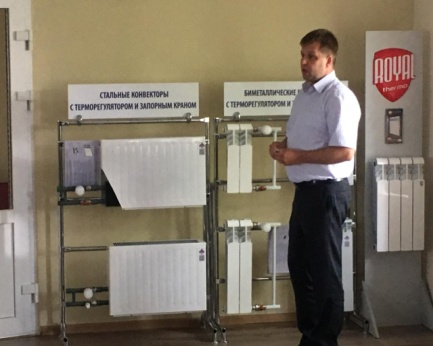 СТАЛЬНЫЕ КОНВЕКТОРЫ
С ТЕРМОРЕГУЛЯТОРОМ И ЗАПОРНЫМ КРАНОМ
БИМЕТАЛЛИЧЕСКИЕ
С ТЕРМОРЕГУЛЯТОРОМ И
ROYAL
thermo